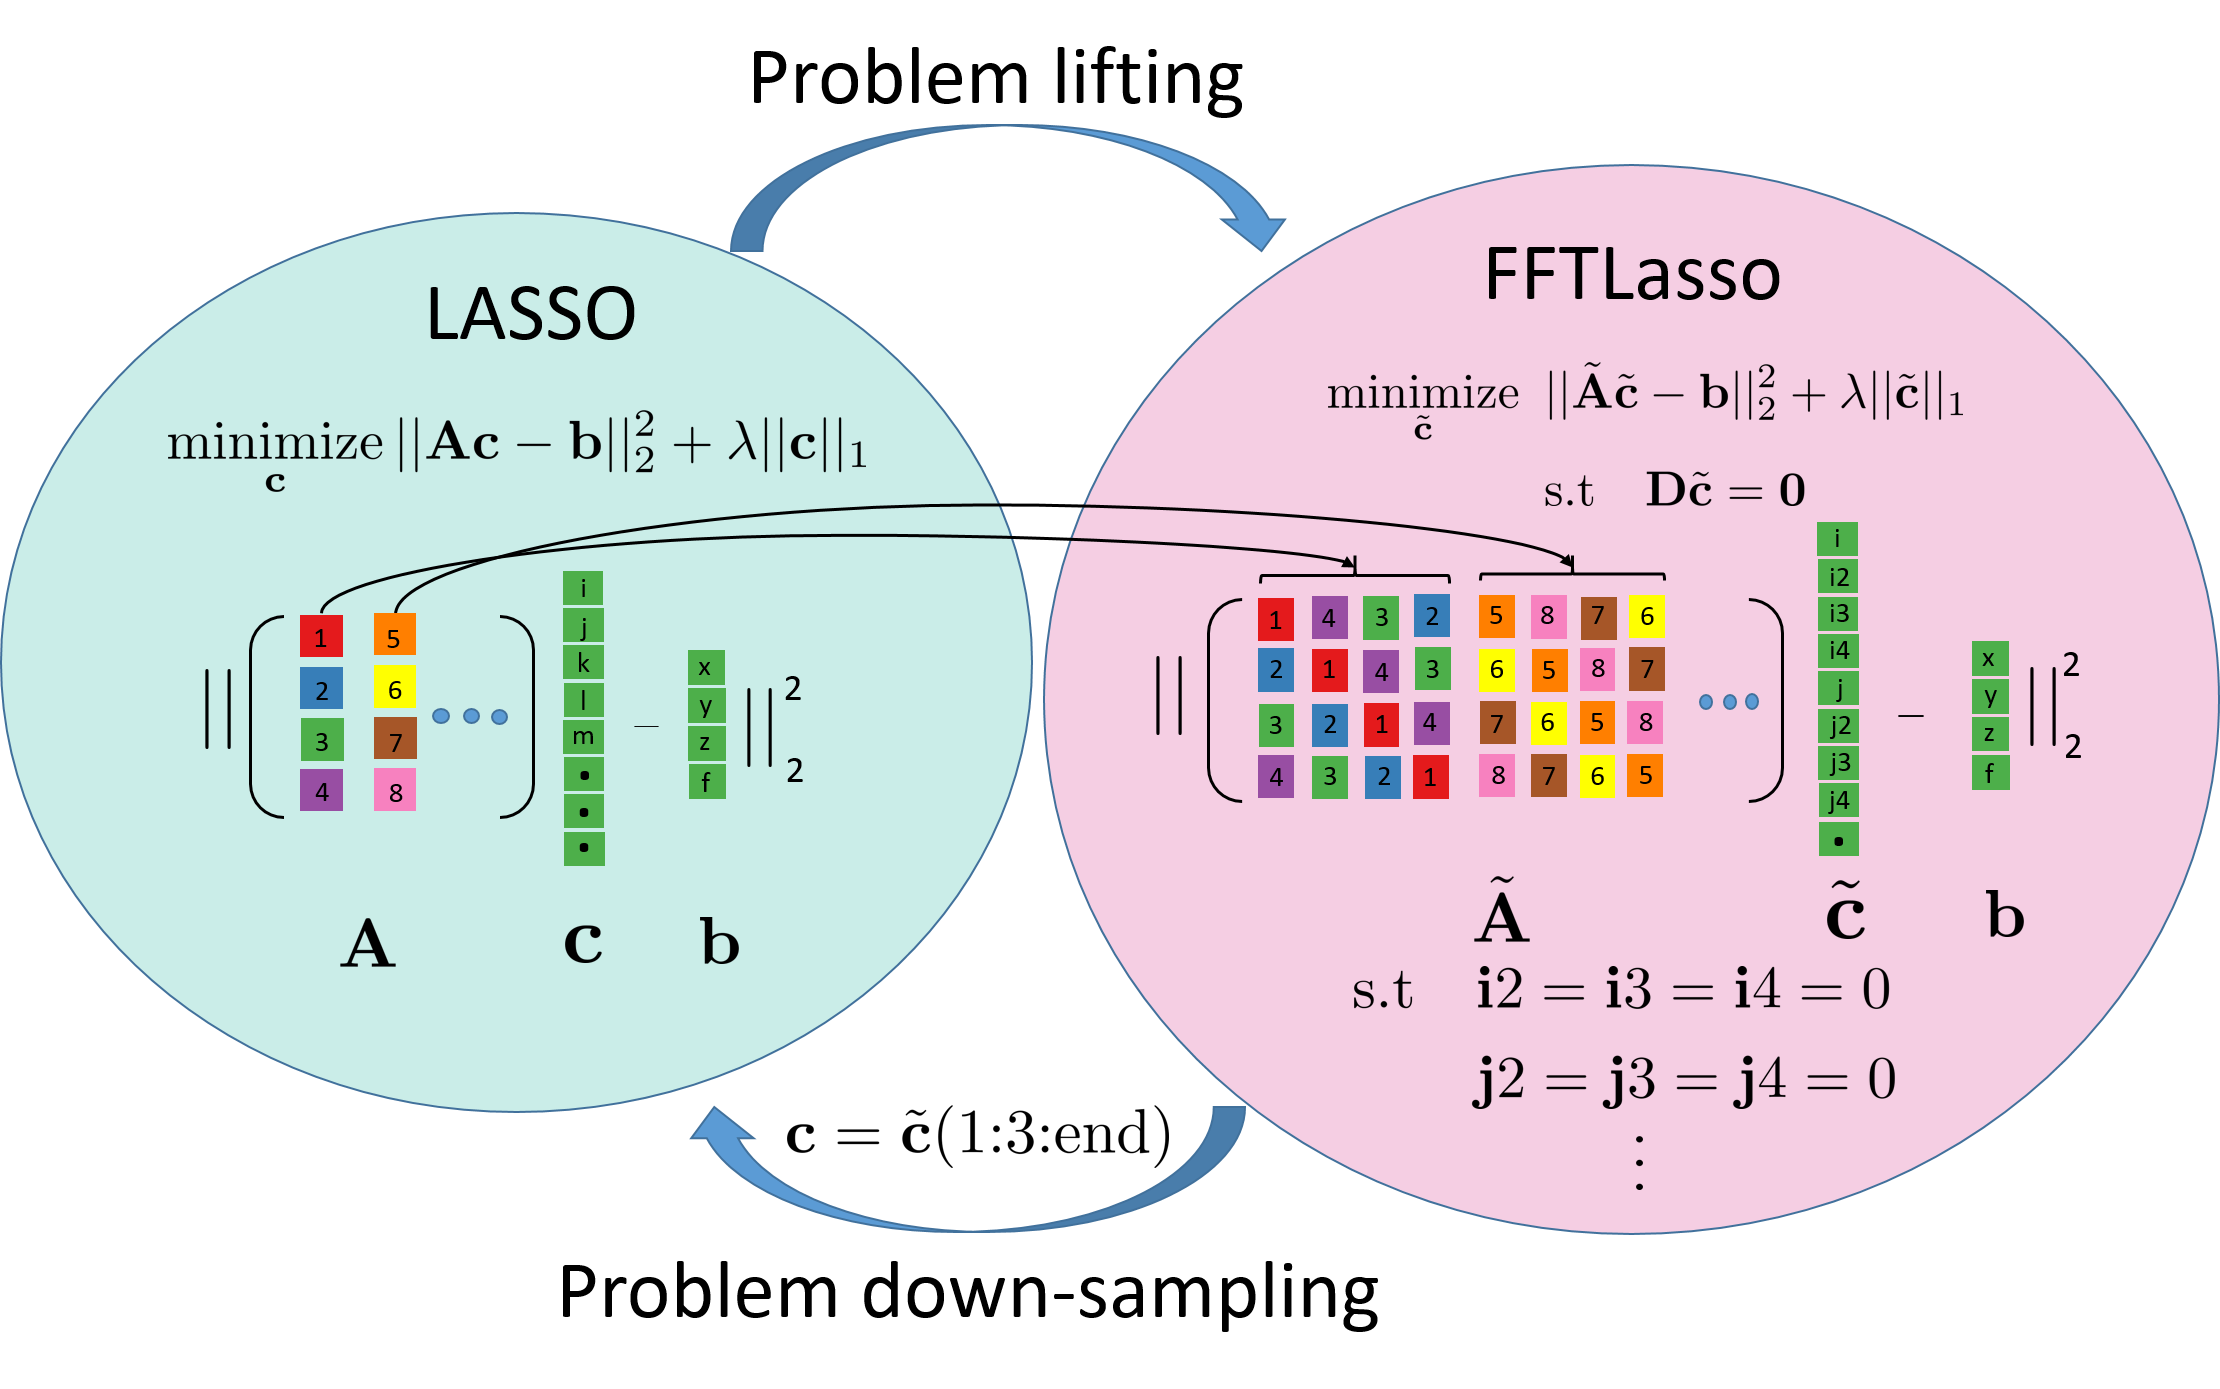 Problem lifting
LASSO
minimize ||Ac − b||₂² + λ||c||₁
c
||
1 5
2 6
3 7
4 8
i
j
k
l
m
.
.
.
−
x
y
z
f
||
2
2
A c b
FFTLasso
minimize ||Ãc̃ − b||₂² + λ||c̃||₁
c̃
s.t Dc̃ = 0
||
1 4 3 2 5 8 7 6
2 1 4 3 6 5 8 7
3 2 1 4 7 6 5 8
4 3 2 1 8 7 6 5
i
i2
i3
i4
j
j2
j3
j4
.
−
x
y
z
f
||
2
2
Ã c̃ b
s.t i2 = i3 = i4 = 0
j2 = j3 = j4 = 0
⋮
c = c̃(1:3:end)
Problem down-sampling